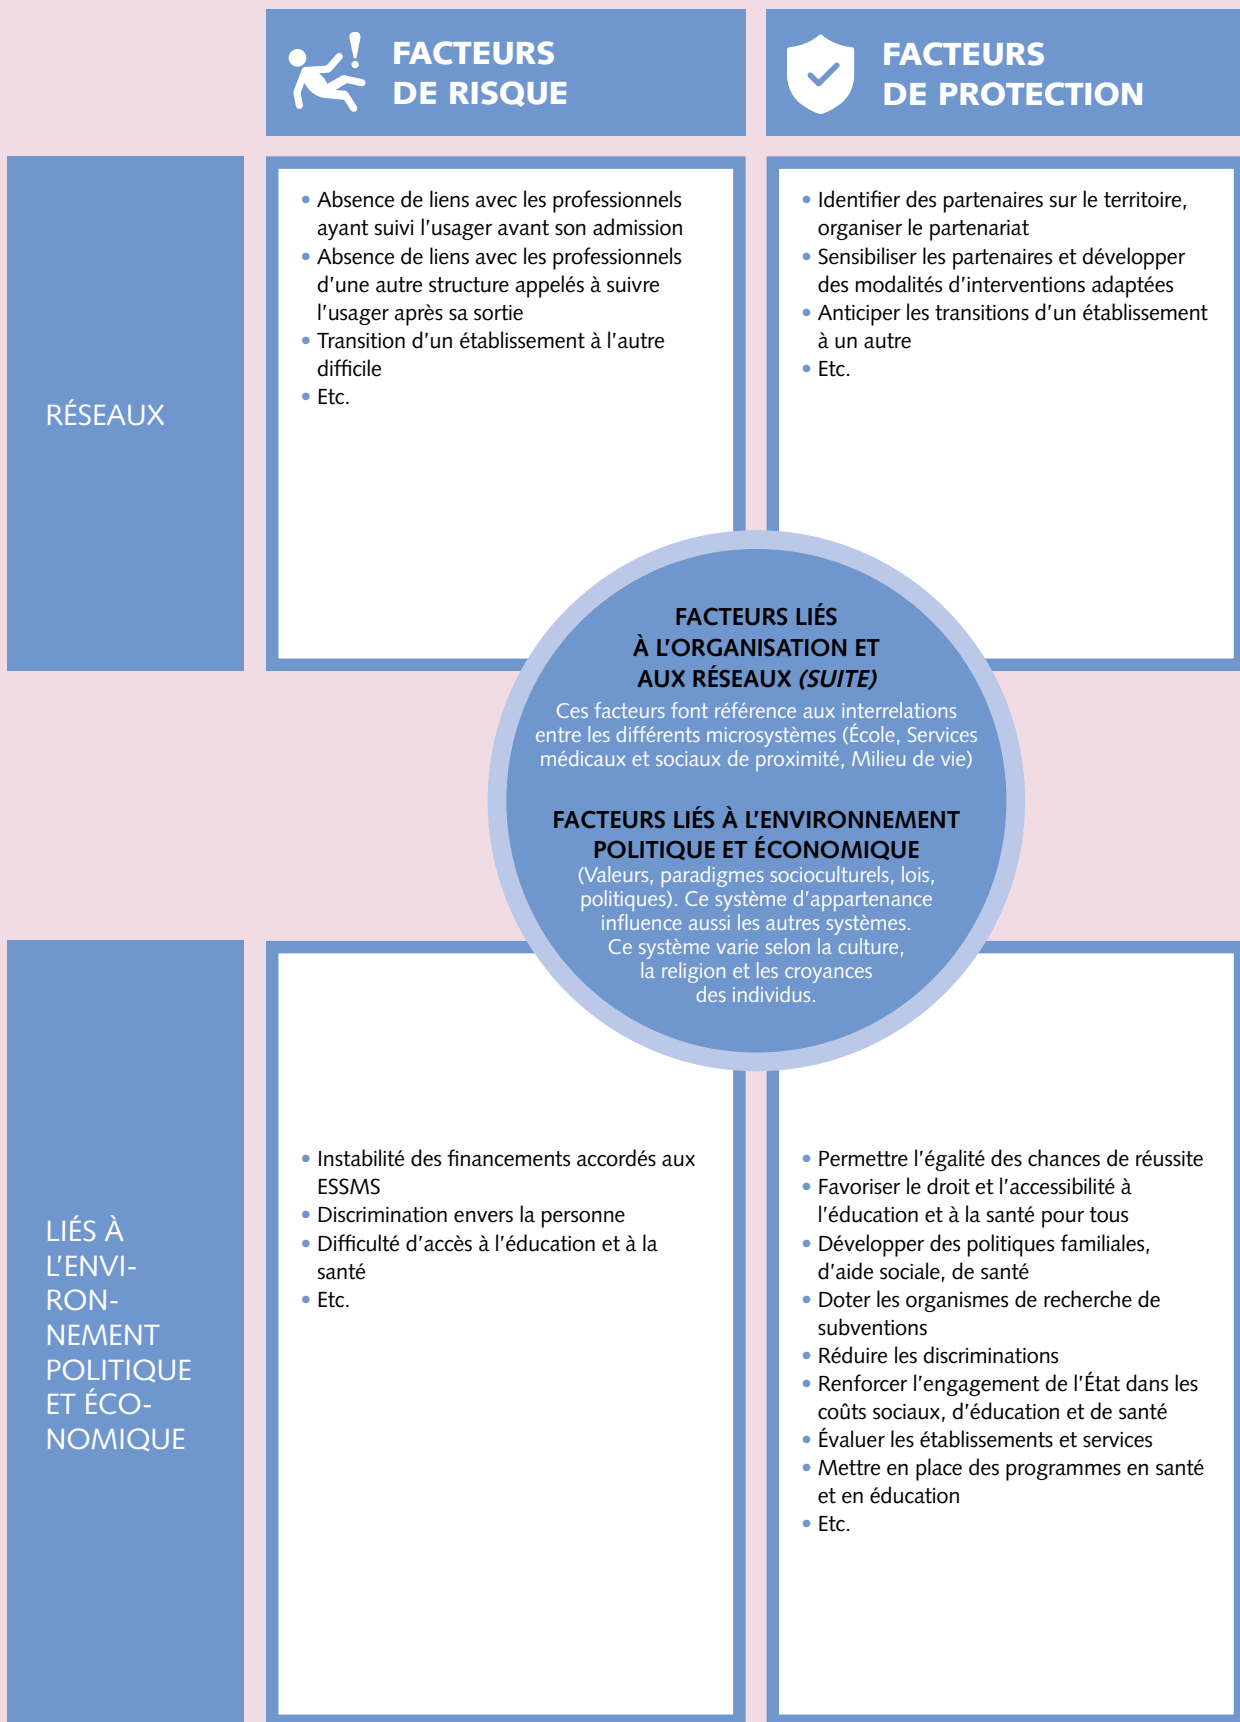 FACTEURS
DE RISQUE
FACTEURS
DE PROTECTION
RÉSEAUX
• Absence de liens avec les professionnels
ayant suivi l'usager avant son admission
• Absence de liens avec les professionnels
d'une autre structure appelés à suivre
l'usager après sa sortie
• Transition d'un établissement à l'autre
difficile
• Etc.
• Identifier des partenaires sur le territoire,
organiser le partenariat
• Sensibiliser les partenaires et développer
des modalités d'interventions adaptées
• Anticiper les transitions d'un établissement
à un autre
• Etc.
FACTEURS LIÉS
À L'ORGANISATION ET
AUX RÉSEAUX (SUITE)
Ces facteurs font référence aux interrelations
entre les différents microsystèmes (École, Services
médicaux et sociaux de proximité, Milieu de vie)
FACTEURS LIÉS À L'ENVIRONNEMENT
POLITIQUE ET ÉCONOMIQUE
(Valeurs, paradigmes socioculturels, lois,
politiques). Ce système d'appartenance
influence aussi les autres systèmes.
Ce système varie selon la culture,
la religion et les croyances
des individus.
LIÉS À
L'ENVI-
RON-
NEMENT
POLITIQUE
ET ÉCO-
NOMIQUE
• Instabilité des financements accordés aux
ESSMS
• Discrimination envers la personne
• Difficulté d'accès à l'éducation et à la
santé
• Etc.
• Permettre l'égalité des chances de réussite
• Favoriser le droit et l'accessibilité à
l'éducation et à la santé pour tous
• Développer des politiques familiales,
d'aide sociale, de santé
• Doter les organismes de recherche de
subventions
• Réduire les discriminations
• Renforcer l'engagement de l'État dans les
coûts sociaux, d'éducation et de santé
• Évaluer les établissements et services
• Mettre en place des programmes en santé
et en éducation
• Etc.